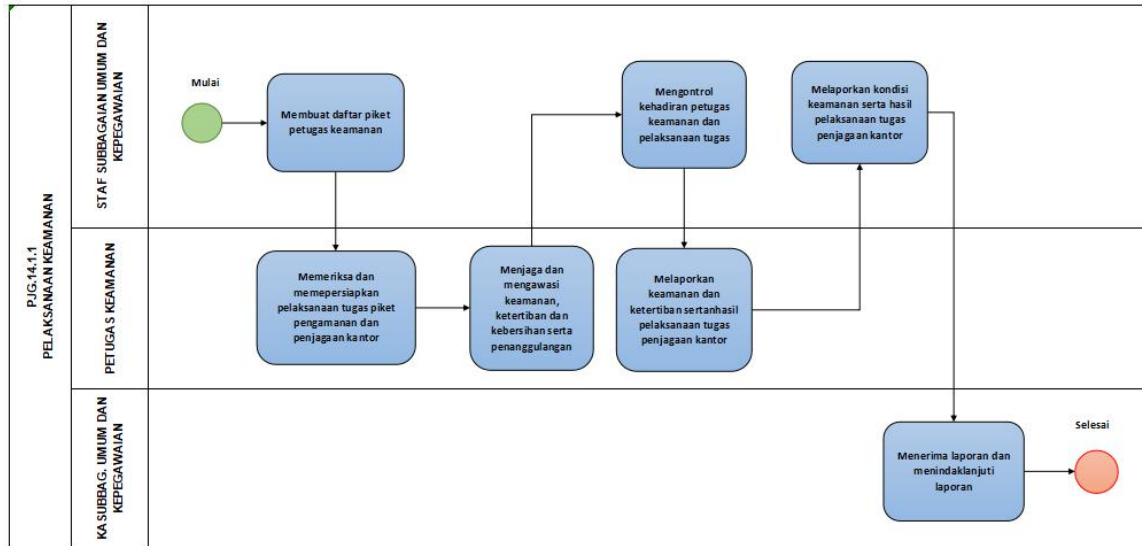 PJG.14.1.1
PELAKSANAAN KEAMANAN
STAF SUBBAGAIAN UMUM DAN
KEPEGAWAIAN
Mulai
Membuat daftar piket
petugas keamanan
Mengontrol
kehadiran petugas
keamanan dan
pelaksanaan tugas
Melaporkan kondisi
keamanan serta hasil
pelaksanaan tugas
penjagaan kantor
PETUGAS KEAMANAN
Memeriksa dan
memepersiapkan
pelaksanaan tugas piket
pengamanan dan
penjagaan kantor
Menjaga dan
mengawasi
keamanan,
ketertiban dan
kebersihan serta
penanggulangan
Melaporkan
keamanan dan
ketertiban sertanhasil
pelaksanaan tugas
penjagaan kantor
KASUBBAG. UMUM DAN
KEPEGAWAIAN
Menerima laporan dan
menindaklanjuti
laporan
Selesai